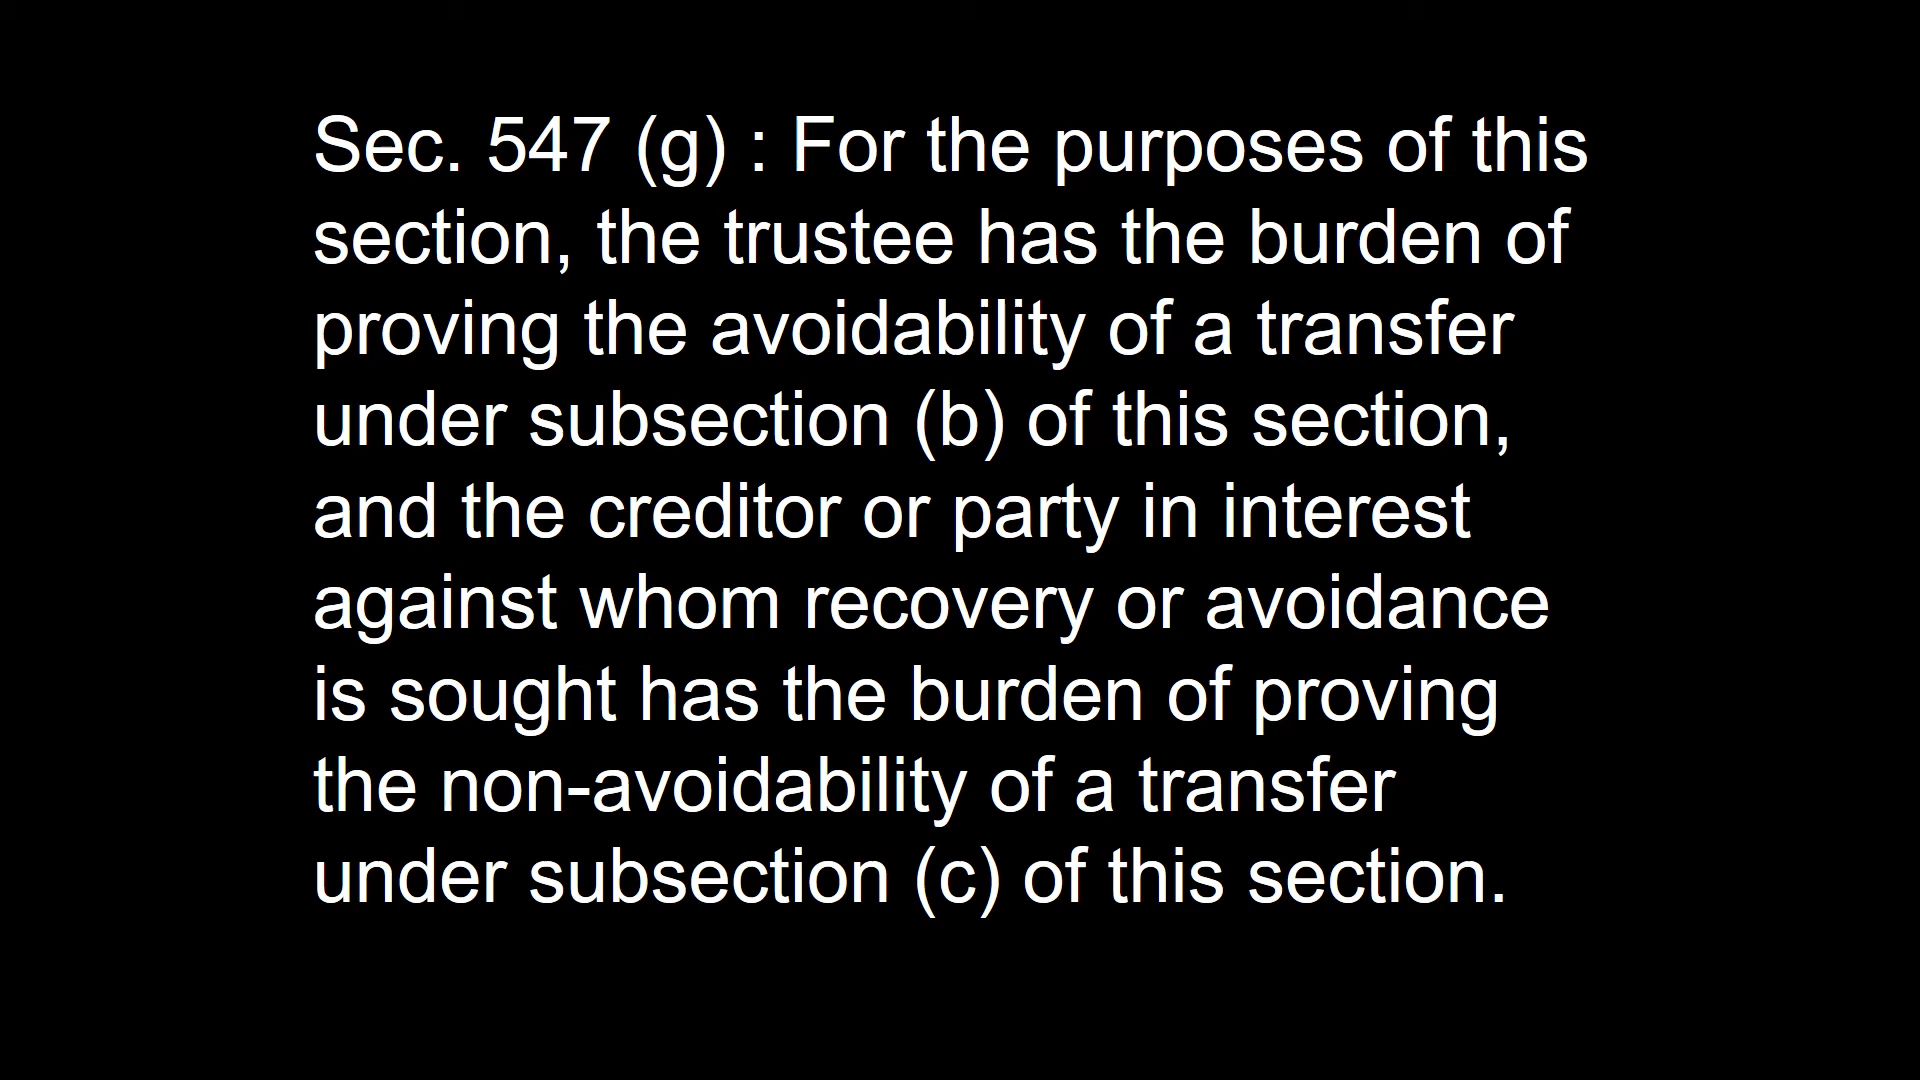 Sec. 547 (g) : For the purposes of this
section, the trustee has the burden of
proving the avoidability of a transfer
under subsection (b) of this section,
and the creditor or party in interest
against whom recovery or avoidance
is sought has the burden of proving
the non-avoidability of a transfer
under subsection (c) of this section.